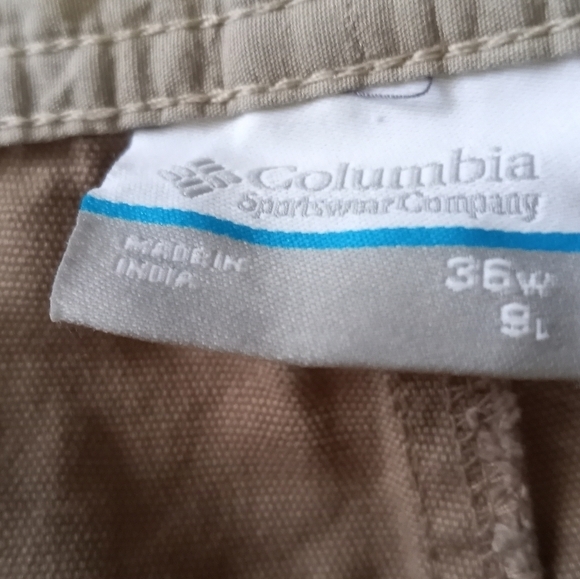 Columbia
Sportswear Company
MADE IN
INDIA
36W
9L